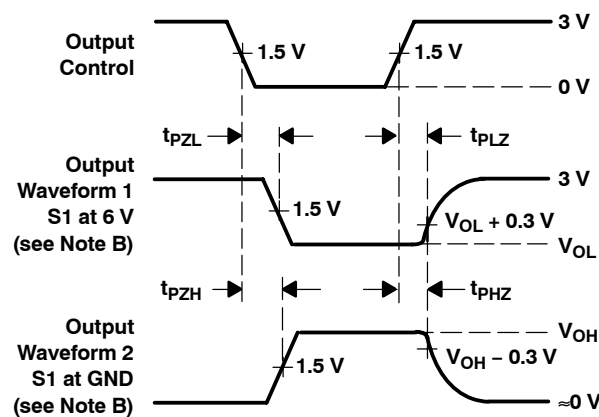 3 V
Output
Control
1.5 V
1.5 V
0 V
tPZL
tPLZ
Output
Waveform 1
S1 at 6 V
(see Note B)
3 V
1.5 V
VOL + 0.3 V
VOL
tPZH
tPHZ
Output
Waveform 2
S1 at GND
(see Note B)
VOH
1.5 V
VOH − 0.3 V
≈0 V